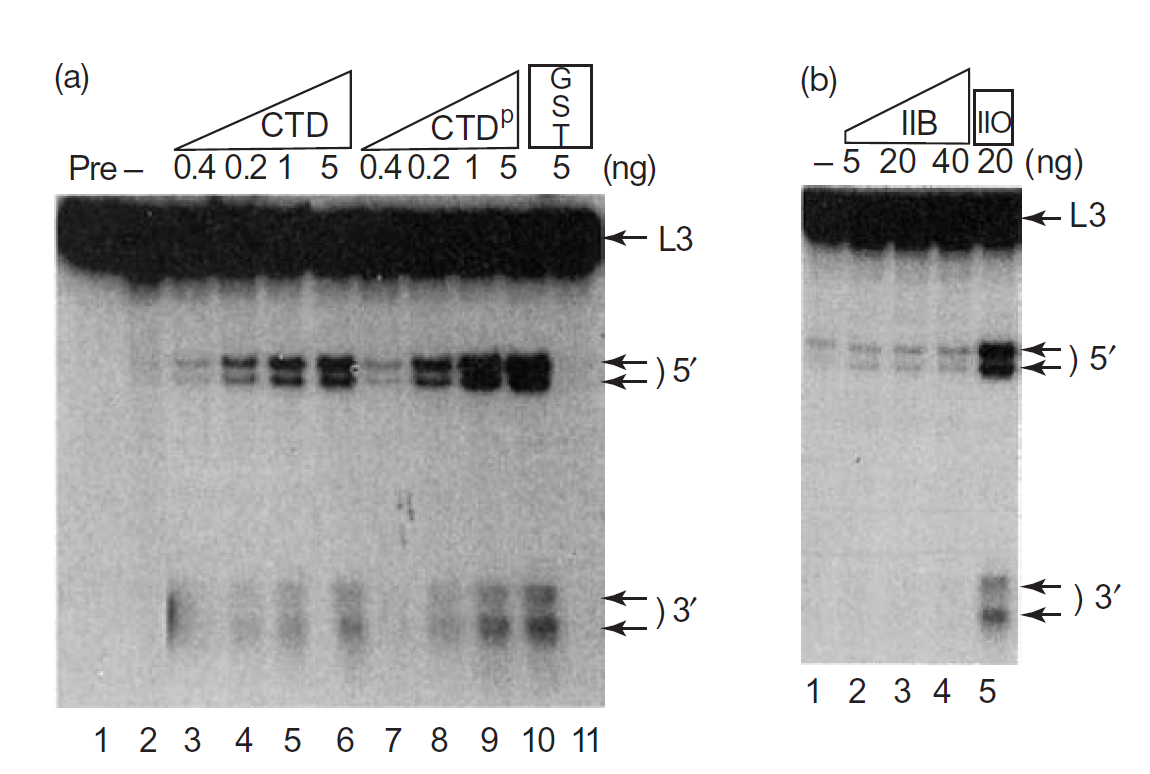 (a)
CTD
CTDp
G
S
T
Pre – 0.4 0.2 1 5 0.4 0.2 1 5 5 (ng)
L3
) 5′
) 3′
1 2 3 4 5 6 7 8 9 10 11
(b)
IIB
IIO
– 5 20 40 20 (ng)
L3
) 5′
) 3′
1 2 3 4 5